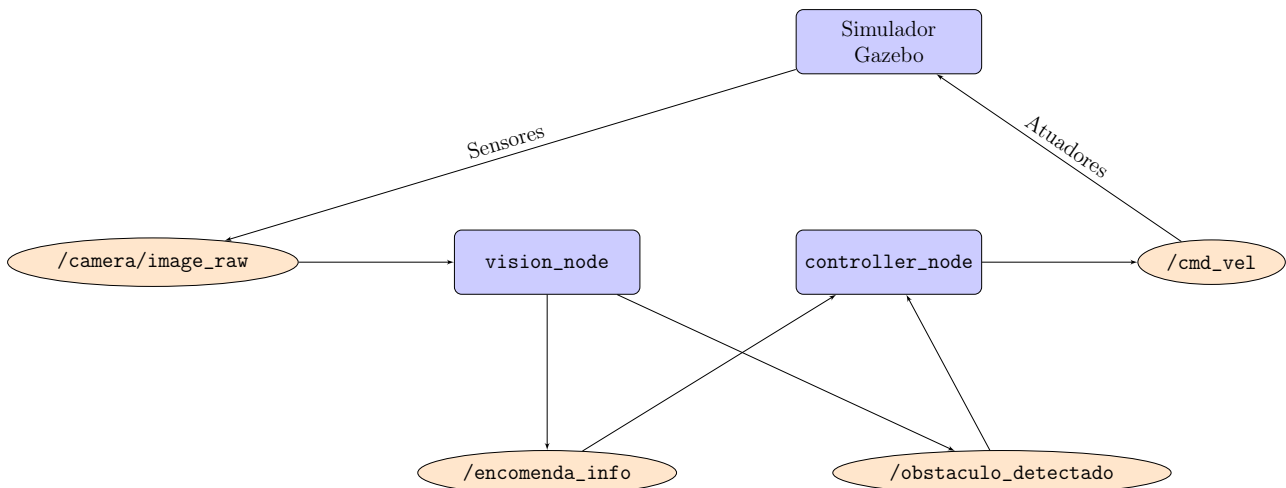 Simulador
Gazebo
Sensores
Atuadores
/camera/image_raw
vision_node
controller_node
/cmd_vel
/encomenda_info
/obstaculo_detectado